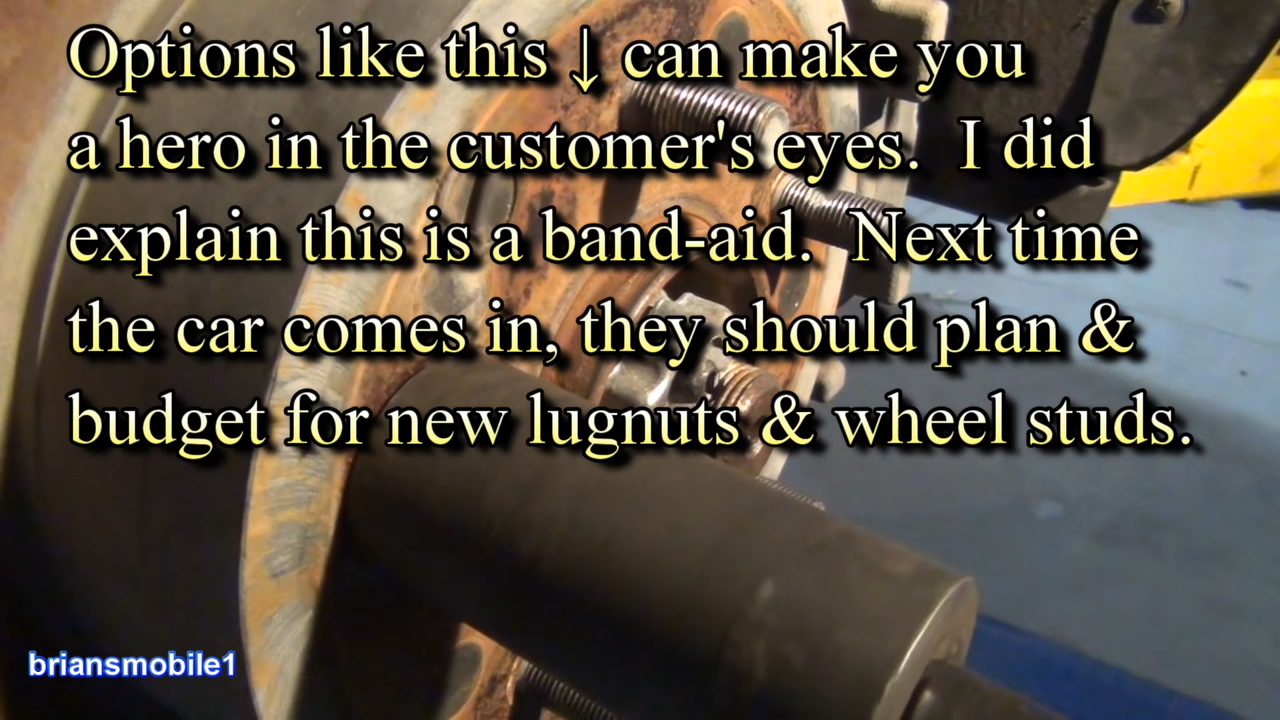 Options like this ↓ can make you
a hero in the customer's eyes.  I did
explain this is a band-aid.  Next time
the car comes in, they should plan &
budget for new lugnuts & wheel studs.
briansmobile1